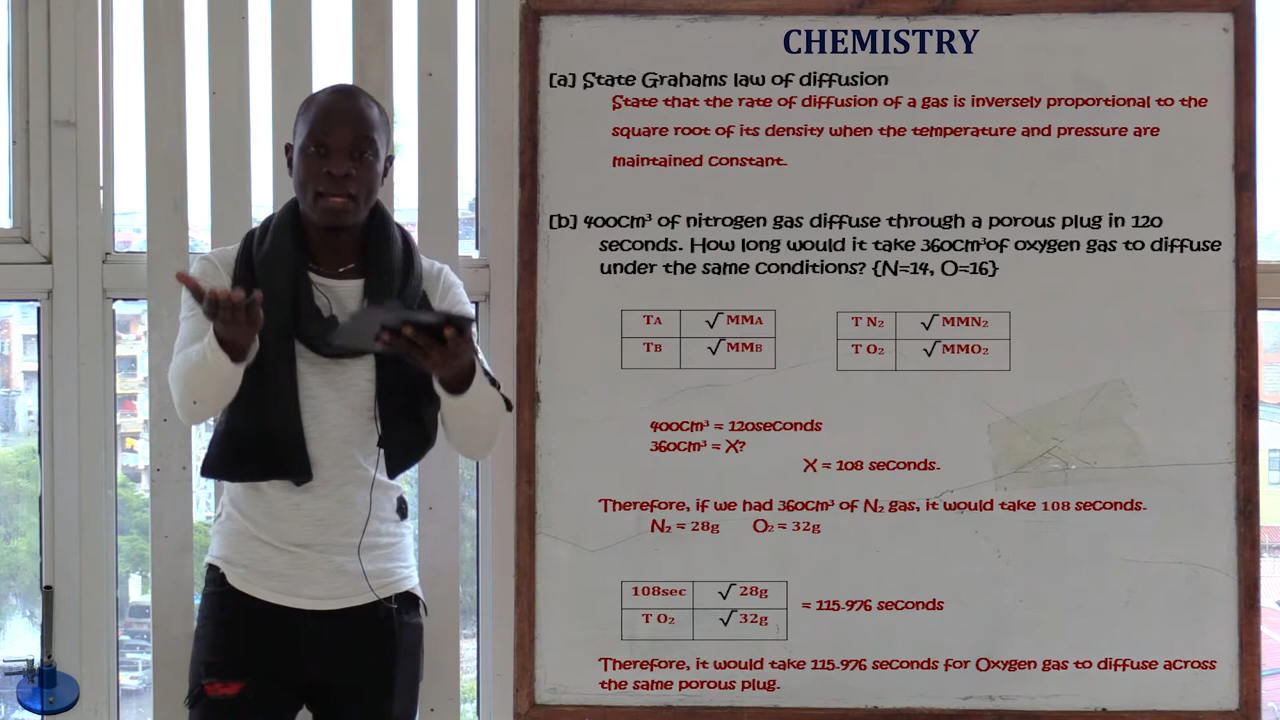 CHEMISTRY
[a] State Grahams law of diffusion
State that the rate of diffusion of a gas is inversely proportional to the
square root of its density when the temperature and pressure are
maintained constant.
[b] 400cm³ of nitrogen gas diffuse through a porous plug in 120
seconds. How long would it take 360cm³of oxygen gas to diffuse
under the same conditions? {N=14, O=16}
TA √MMA T N₂ √MMN₂
TB √MMB T O₂ √MMO₂
400cm³ = 120seconds
360cm³ = X?
X = 108 seconds.
Therefore, if we had 360cm³ of N₂ gas, it would take 108 seconds.
N₂ = 28g O₂ = 32g
108sec √28g
= 115.976 seconds
T O₂ √32g
Therefore, it would take 115.976 seconds for Oxygen gas to diffuse across
the same porous plug.